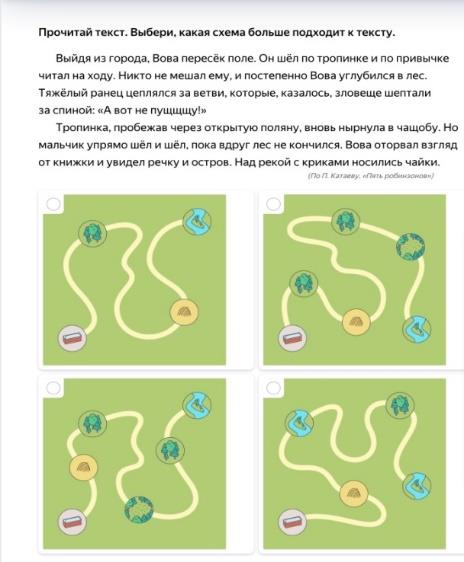 Прочитай текст. Выбери, какая схема больше подходит к тексту.
Выйдя из города, Вова пересёк поле. Он шёл по тропинке и по привычке
читал на ходу. Никто не мешал ему, и постепенно Вова углубился в лес.
Тяжёлый ранец цеплялся за ветви, которые, казалось, зловеще шептали
за спиной: «А вот не пущщщу!»
Тропинка, пробежав через открытую поляну, вновь нырнула в чащобу. Но
мальчик упрямо шёл и шёл, пока вдруг лес не кончился. Вова оторвал взгляд
от книжки и увидел речку и остров. Над рекой с криками носились чайки.
(По П. Катаеву. «Пять робинзонов»)